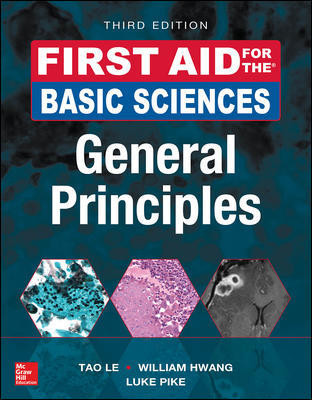 THIRD EDITION
FIRST AID FOR THE®
BASIC SCIENCES
General
Principles
TAO LE • WILLIAM HWANG
LUKE PIKE
Mc
Graw
Hill
Education